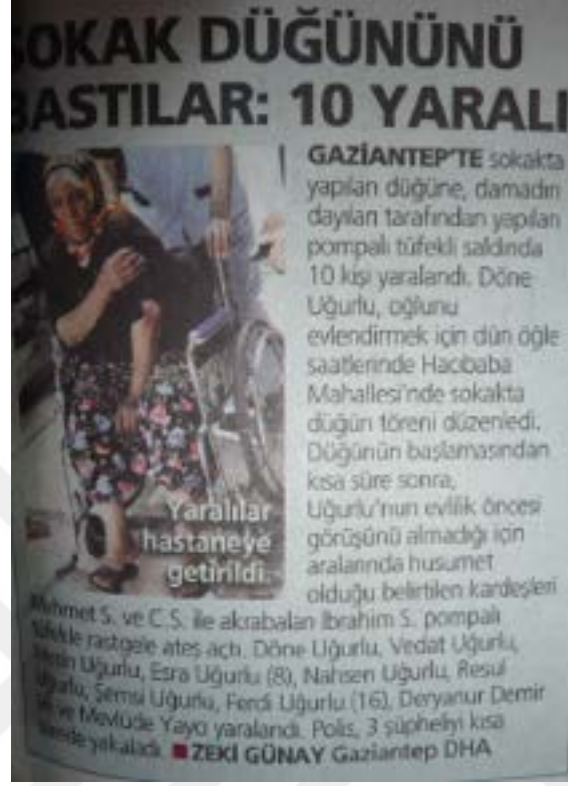 SOKAK DÜĞÜNÜNÜ
BASTILAR: 10 YARALI
GAZİANTEP'TE sokakta
yapılan düğüne, damadın
dayıları tarafından yapılan
pompalı tüfekli saldırıda
10 kişi yaralandı. Döne
Uğurlu, oğlunu
evlendirmek için dün öğle
saatlerinde Hacıbaba
Mahallesi'nde sokakta
düğün töreni düzenledi.
Düğünün başlamasından
kısa süre sonra,
Uğurlu'nun evlilik öncesi
görüşünü almadığı için
aralarında husumet
olduğu belirtilen kardeşleri
Mehmet S. ve C.S. ile akrabaları İbrahim S. pompalı
tüfekle rastgele ateş açtı. Döne Uğurlu, Vedat Uğurlu,
Uğurlu, Esra Uğurlu (8), Nahsen Uğurlu, Resul
Uğurlu, Şemsi Uğurlu, Ferdi Uğurlu (16), Deryanur Demir
ve Mevlüde Yaycı yaralandı. Polis, 3 şüpheliyi kısa
sürede yakaladı. ■ ZEKİ GÜNAY Gaziantep DHA
Yaralılar
hastaneye
getirildi.